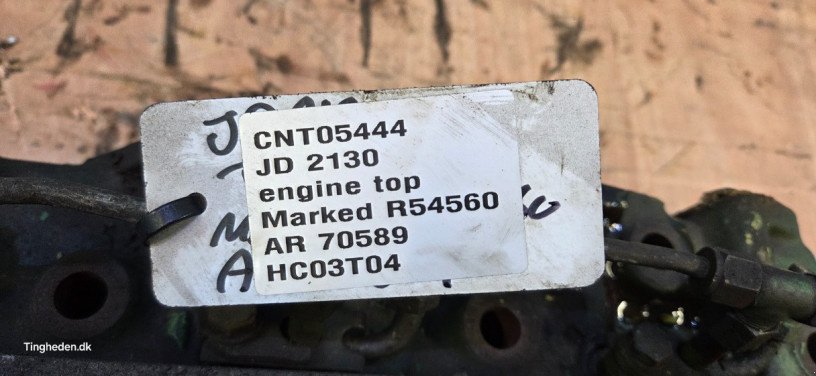 CNT05444
JD 2130
engine top
Marked R54560
AR 70589
HC03T04
Tingheden.dk